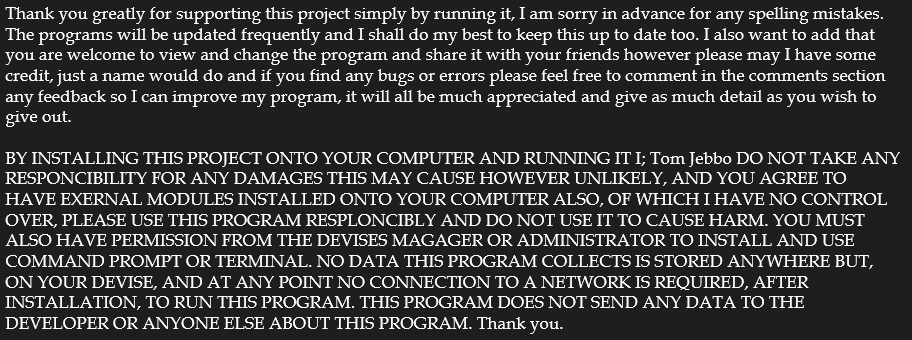 Thank you greatly for supporting this project simply by running it, I am sorry in advance for any spelling mistakes.
The programs will be updated frequently and I shall do my best to keep this up to date too. I also want to add that
you are welcome to view and change the program and share it with your friends however please may I have some
credit, just a name would do and if you find any bugs or errors please feel free to comment in the comments section
any feedback so I can improve my program, it will all be much appreciated and give as much detail as you wish to
give out.
BY INSTALLING THIS PROJECT ONTO YOUR COMPUTER AND RUNNING IT I; Tom Jebbo DO NOT TAKE ANY
RESPONCIBILITY FOR ANY DAMAGES THIS MAY CAUSE HOWEVER UNLIKELY, AND YOU AGREE TO
HAVE EXERNAL MODULES INSTALLED ONTO YOUR COMPUTER ALSO, OF WHICH I HAVE NO CONTROL
OVER, PLEASE USE THIS PROGRAM RESPLONCIBLY AND DO NOT USE IT TO CAUSE HARM. YOU MUST
ALSO HAVE PERMISSION FROM THE DEVISES MAGAGER OR ADMINISTRATOR TO INSTALL AND USE
COMMAND PROMPT OR TERMINAL. NO DATA THIS PROGRAM COLLECTS IS STORED ANYWHERE BUT,
ON YOUR DEVISE, AND AT ANY POINT NO CONNECTION TO A NETWORK IS REQUIRED, AFTER
INSTALLATION, TO RUN THIS PROGRAM. THIS PROGRAM DOES NOT SEND ANY DATA TO THE
DEVELOPER OR ANYONE ELSE ABOUT THIS PROGRAM. Thank you.